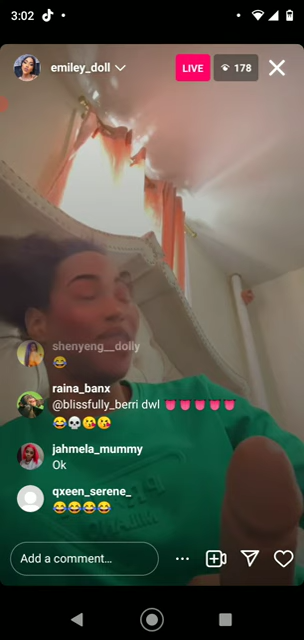 3:02
emiley_doll
LIVE
178
shenyeng__dolly
😂
raina_banx
@blissfully_berri dwl 👅👅👅👅👅
😂💀😘😘
jahmela_mummy
Ok
qxeen_serene_
😂😂😂😂
Add a comment...